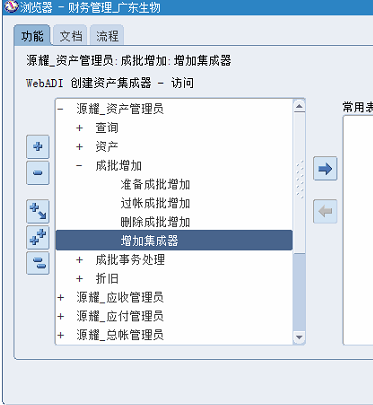 浏览器 - 财务管理_广东生物
功能 文档 流程
源耀_资产管理员:成批增加:增加集成器
WebADI 创建资产集成器 - 访问
常用表
- 源耀_资产管理员
+ 查询
+ 资产
- 成批增加
准备成批增加
过帐成批增加
删除成批增加
增加集成器
+ 成批事务处理
+ 折旧
+ 源耀_应收管理员
+ 源耀_应付管理员
+ 源耀_总帐管理员